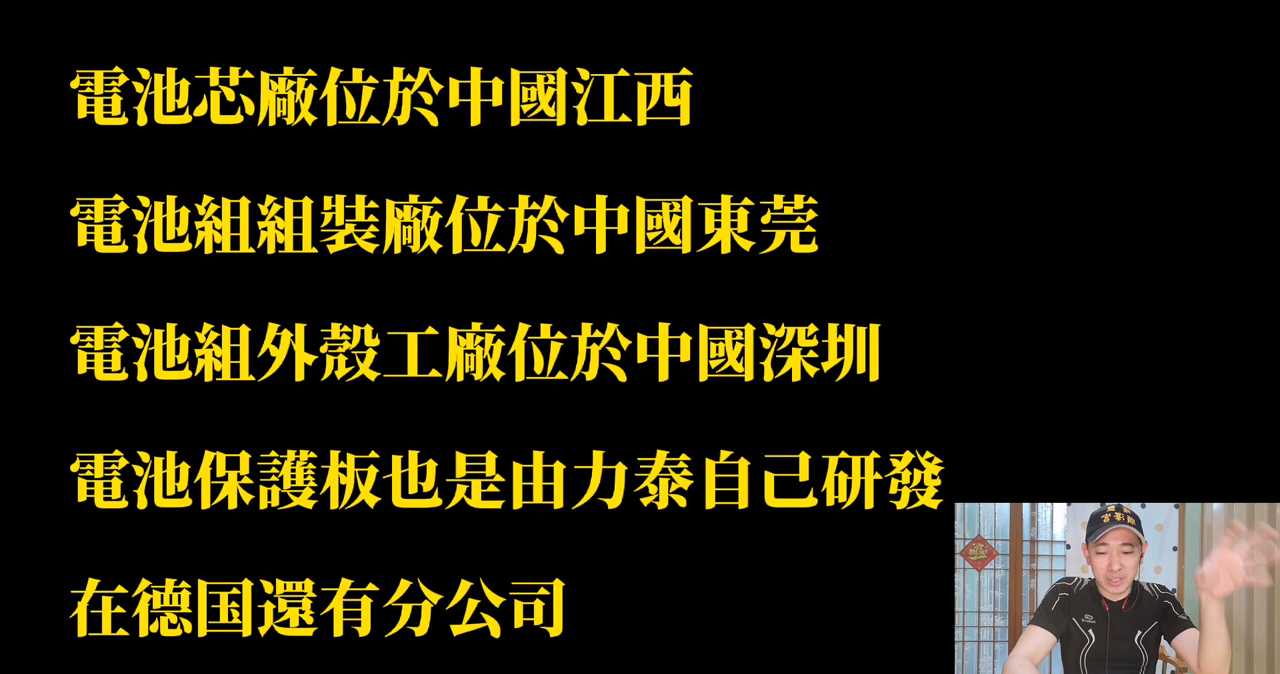 電池芯廠位於中國江西
電池組組裝廠位於中國東莞
電池組外殼工廠位於中國深圳
電池保護板也是由力泰自己研發
在德国還有分公司